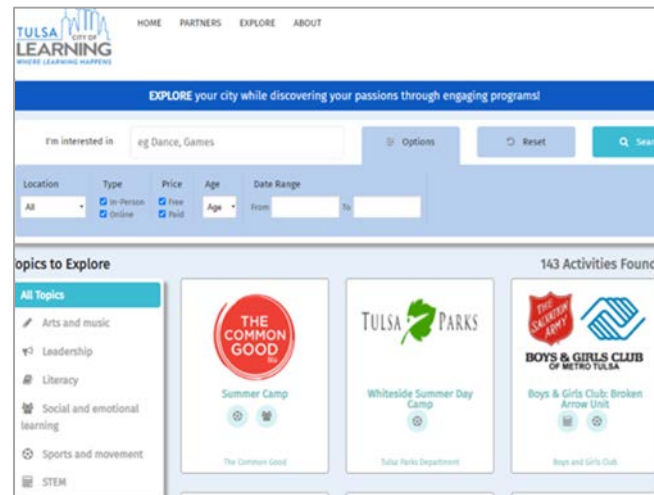 TULSA
CITY OF
LEARNING
WHERE LEARNING HAPPENS
HOME PARTNERS EXPLORE ABOUT
EXPLORE your city while discovering your passions through engaging programs!
I'm interested in eg Dance, Games Options Reset Sear
Location Type Price Age Date Range
All In-Person Free Age From To
Online Paid
opics to Explore 143 Activities Found
All Topics
Arts and music
Leadership
Literacy
Social and emotional
learning
Sports and movement
STEM
THE
COMMON
GOOD
Summer Camp
The Common Good
TULSA PARKS
Whiteside Summer Day
Camp
Tulsa Parks Department
THE
SALVATION
ARMY
BOYS & GIRLS CLUB
OF METRO TULSA
Boys & Girls Club: Broken
Arrow Unit
Boys and Girls Club